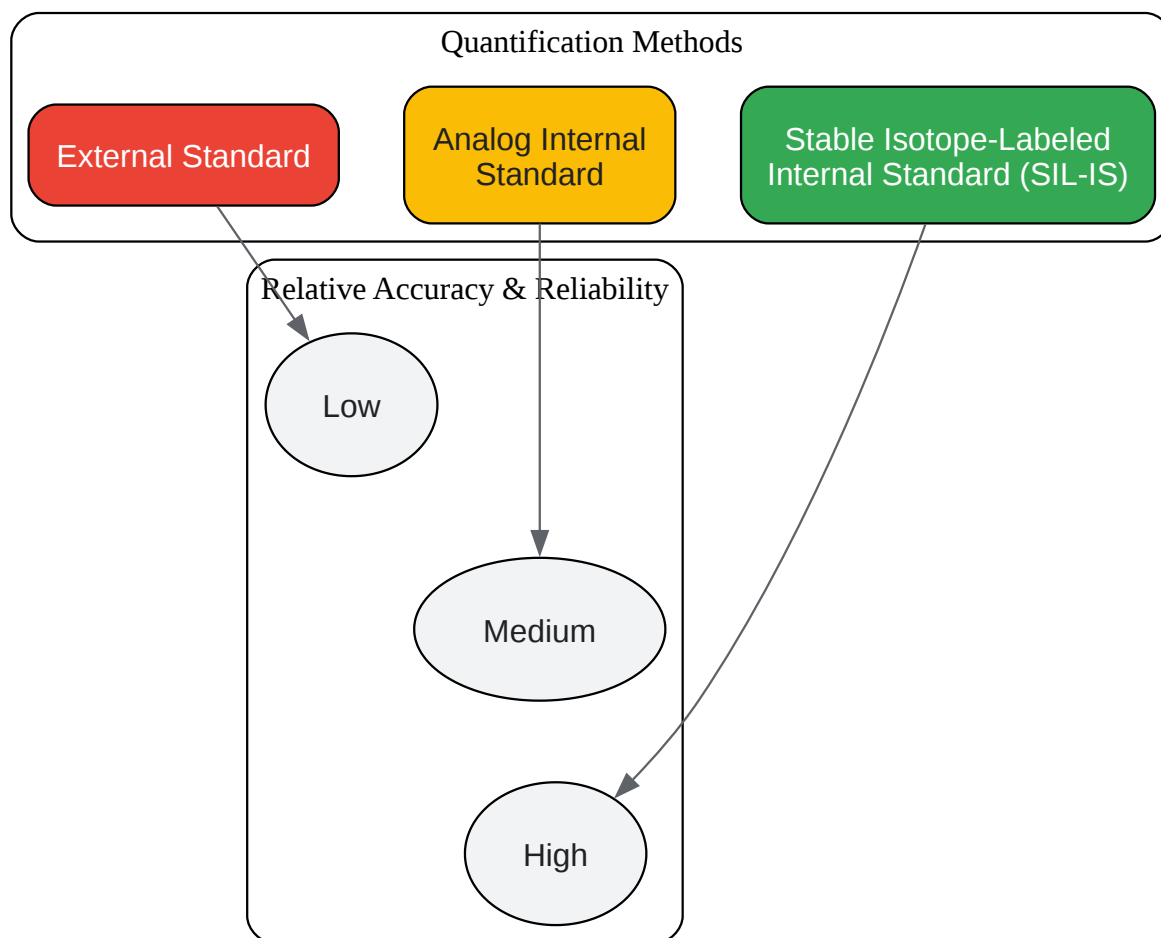 Quantification Methods
External Standard
Analog Internal
Standard
Stable Isotope-Labeled
Internal Standard (SIL-IS)
Relative Accuracy & Reliability
Low
Medium
High